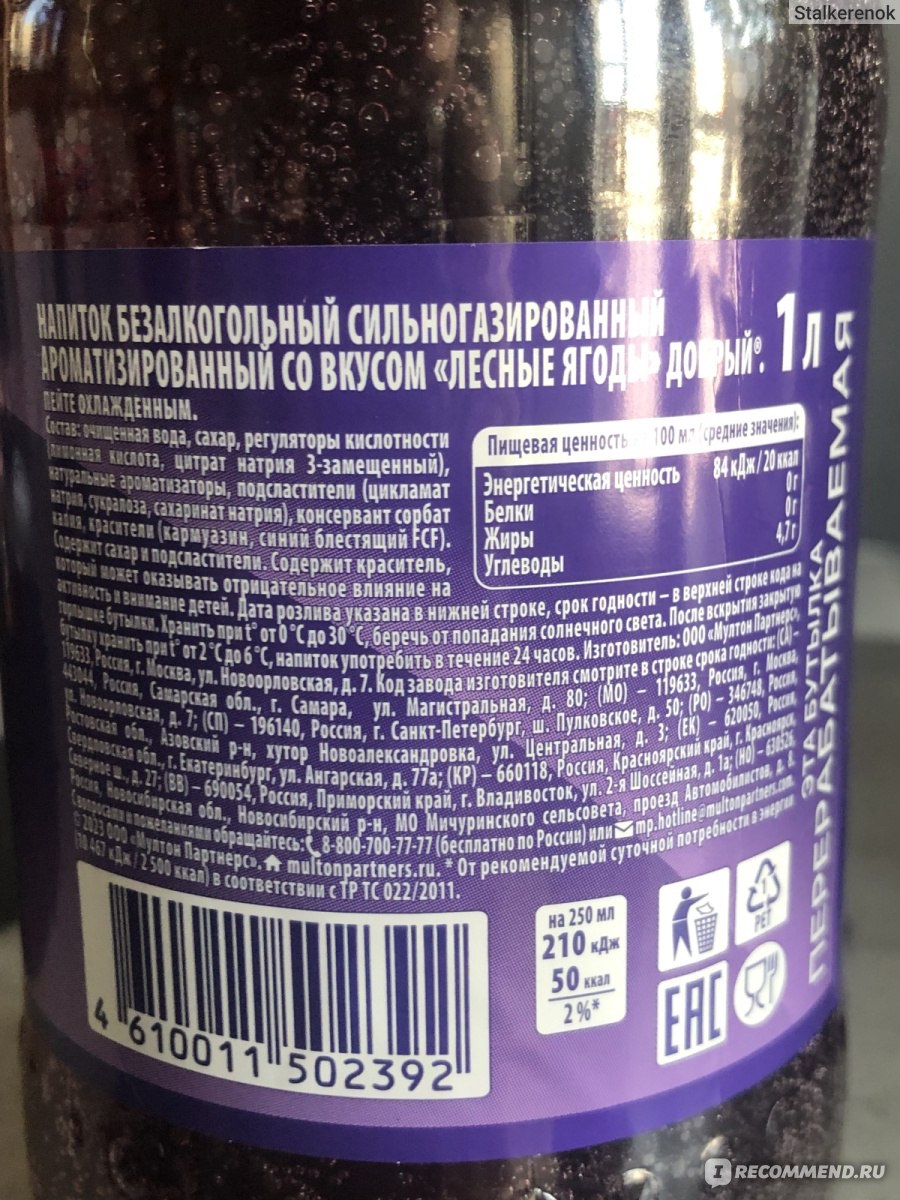 Stalkerenok
НАПИТОК БЕЗАЛКОГОЛЬНЫЙ СИЛЬНОГАЗИРОВАННЫЙ
АРОМАТИЗИРОВАННЫЙ СО ВКУСОМ «ЛЕСНЫЕ ЯГОДЫ» ДОБРЫЙ®. 1 Л
ПЕЙТЕ ОХЛАЖДЕННЫМ.
Состав: очищенная вода, сахар, регуляторы кислотности
(лимонная кислота, цитрат натрия 3-замещенный),
натуральные ароматизаторы, подсластители (цикламат
натрия, сукралоза, сахаринат натрия), консервант сорбат
калия, красители (кармуазин, синий блестящий FCF).
Содержит сахар и подсластители. Содержит краситель,
который может оказывать отрицательное влияние на
активность и внимание детей. Дата розлива указана в нижней строке, срок годности – в верхней строке кода на
горлышке бутылки. Хранить при t° от 0°С до 30°С, беречь от попадания солнечного света. После вскрытия закрытую
бутылку хранить при t° от 2°С до 6°С, напиток употребить в течение 24 часов. Изготовитель: ООО «Мултон Партнерс»,
119633, Россия, г. Москва, ул. Новоорловская, д. 7. Код завода изготовителя смотрите в строке срока годности: (СА) –
443044, Россия, Самарская обл., г. Самара, ул. Магистральная, д. 80; (МО) – 119633, Россия, г. Москва,
ул. Новоорловская, д. 7; (СП) – 196140, Россия, г. Санкт-Петербург, ш. Пулковское, д. 50; (РО) – 346748, Россия,
Ростовская обл., Азовский р-н, хутор Новоалександровка, ул. Центральная, д. 3; (ЕК) – 620050, Россия,
Свердловская обл., г. Екатеринбург, ул. Ангарская, д. 77а; (КР) – 660118, Россия, Красноярский край, г. Красноярск,
Северное ш., д. 27; (ВВ) – 690054, Россия, Приморский край, г. Владивосток, ул. 2-я Шоссейная, д. 1а; (НО) – 630526,
Россия, Новосибирская обл., Новосибирский р-н, МО Мичуринского сельсовета, проезд Автомобилистов, д. 8.
С вопросами и пожеланиями обращайтесь: 8-800-700-77-77 (бесплатно по России) или mp.hotline@multonpartners.com.
© 2023 ООО «Мултон Партнерс». multonpartners.ru. * От рекомендуемой суточной потребности в энергии
(10 467 кДж / 2 500 ккал) в соответствии с ТР ТС 022/2011.
Пищевая ценность 100 мл (средние значения):
Энергетическая ценность 84 кДж / 20 ккал
Белки 0 г
Жиры 0 г
Углеводы 4,7 г
ЭТА БУТЫЛКА
ПЕРЕРАБАТЫВАЕМАЯ
4 610011 502392
на 250 мл
210 кДж
50 ккал
2%*
1
PET
EAC
IRECOMMEND.RU